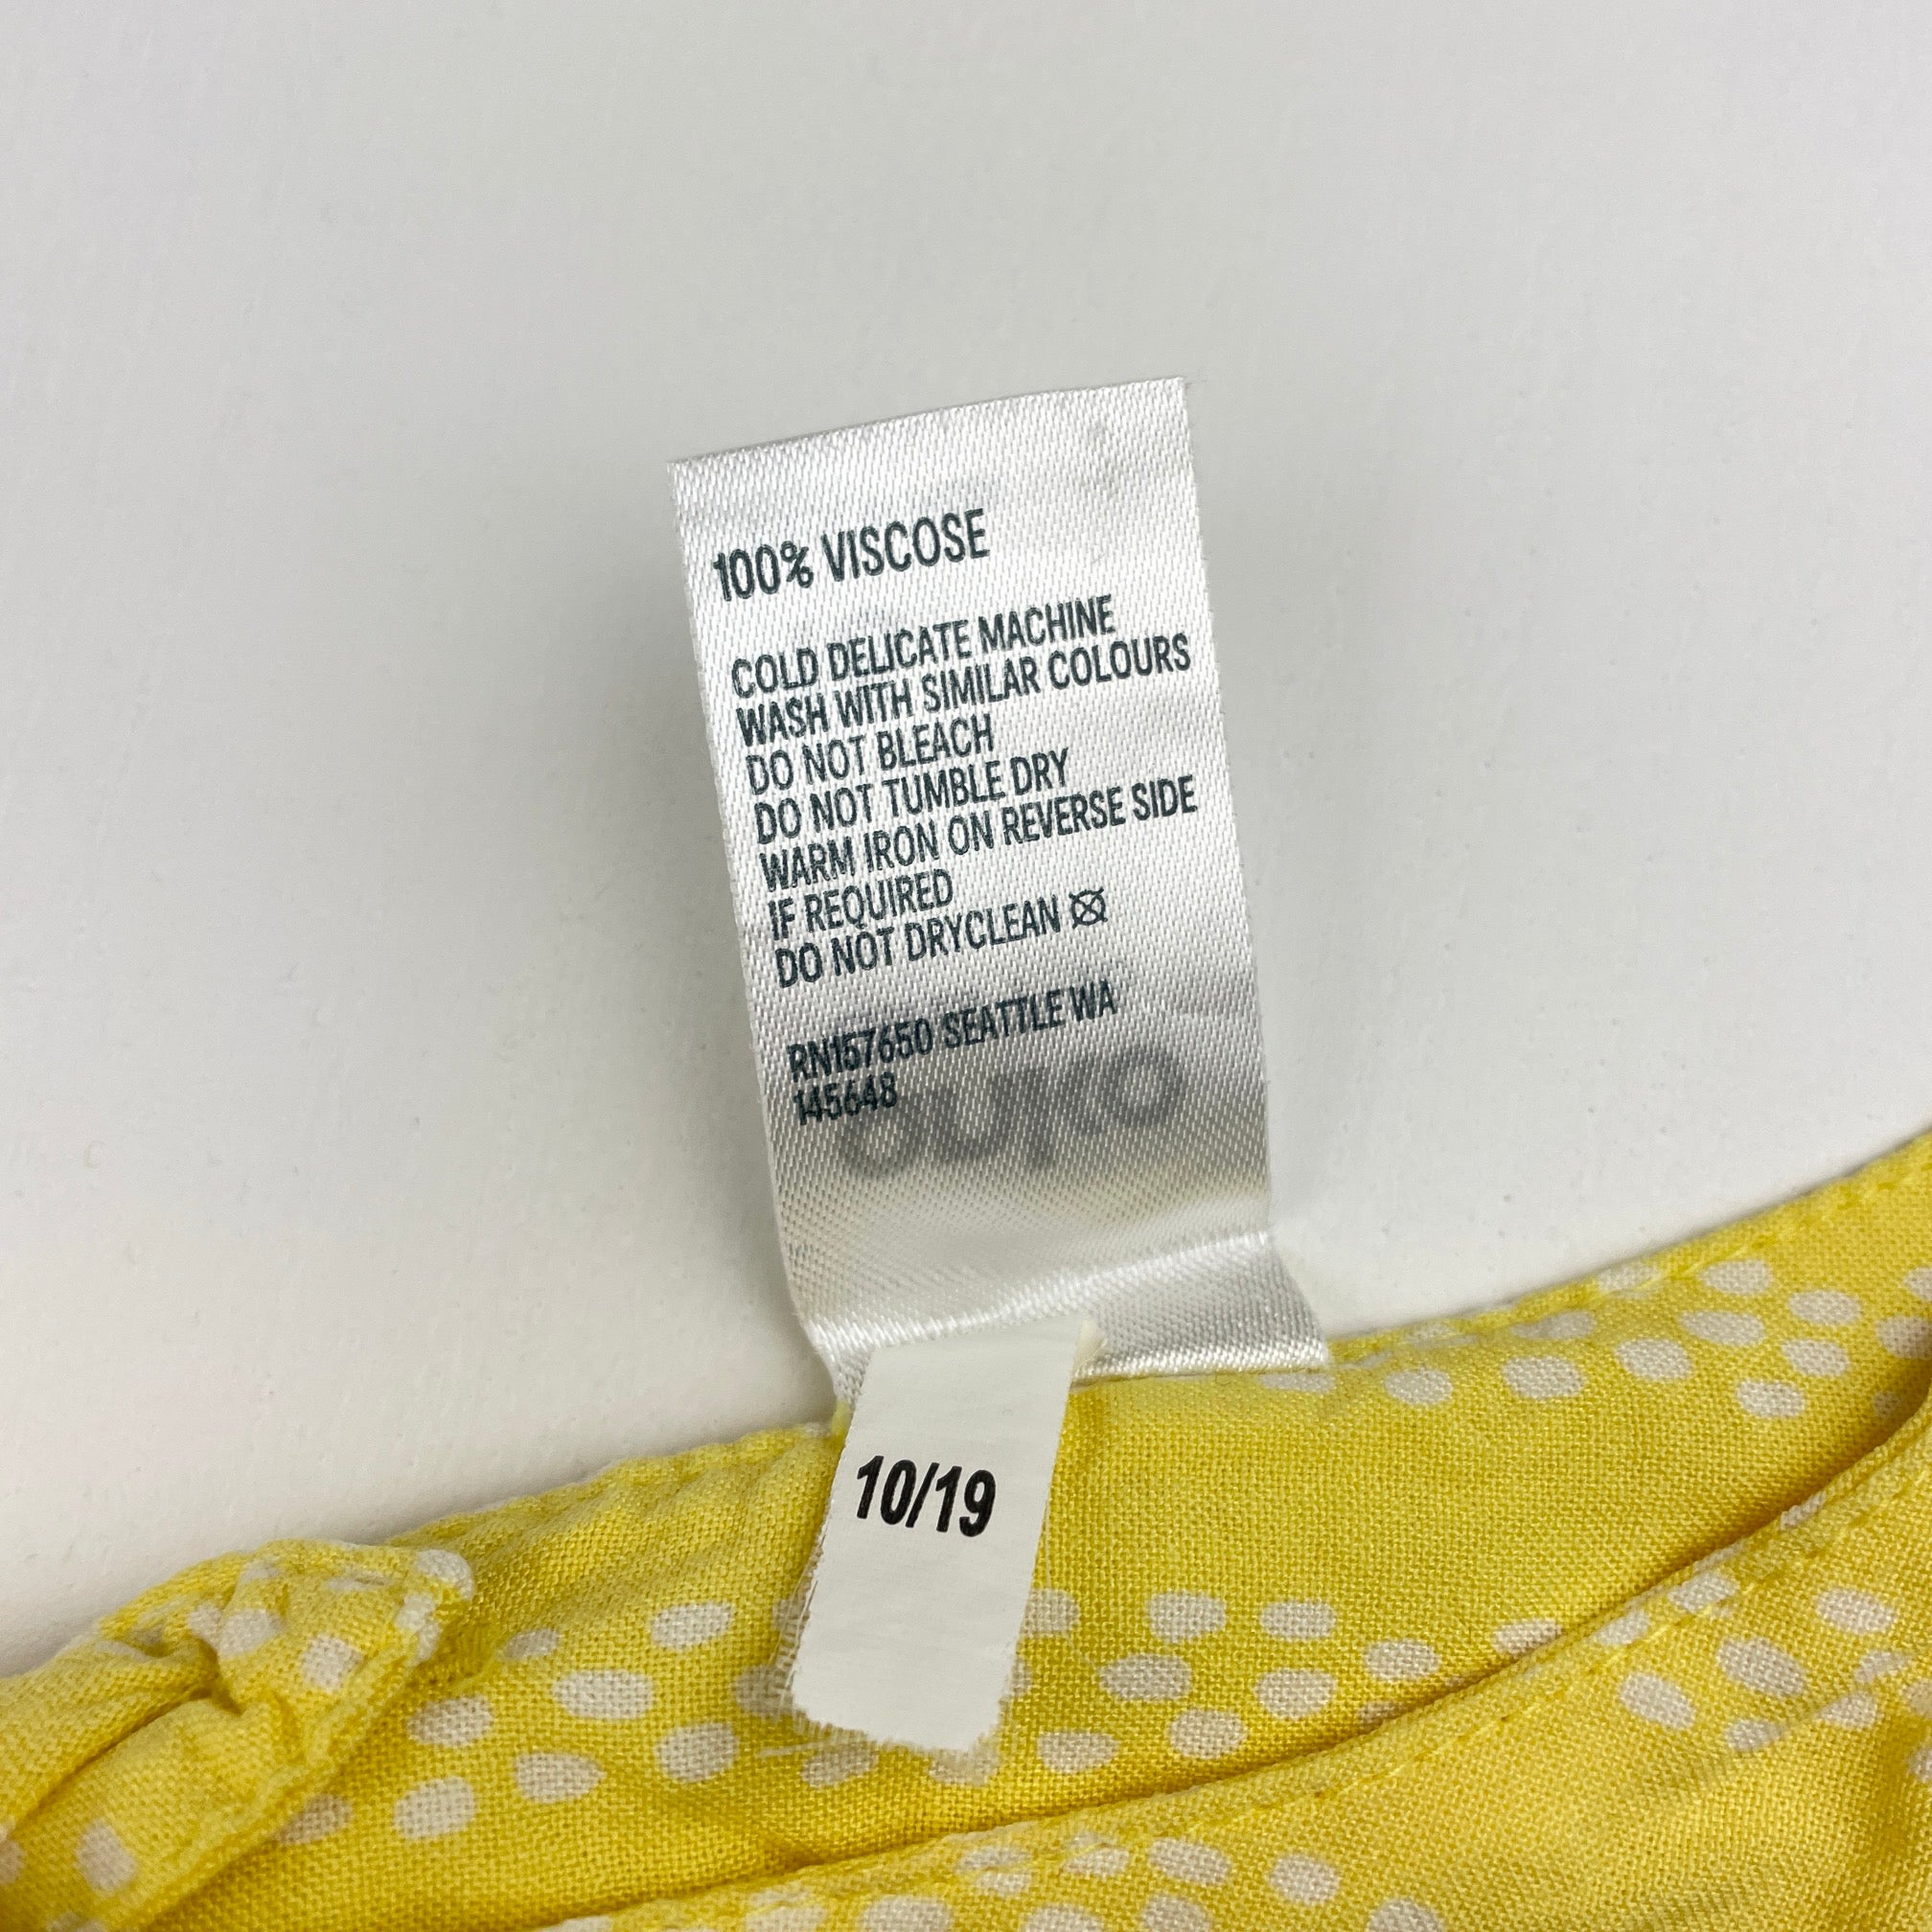 100% VISCOSE
COLD DELICATE MACHINE
WASH WITH SIMILAR COLOURS
DO NOT BLEACH
DO NOT TUMBLE DRY
WARM IRON ON REVERSE SIDE
IF REQUIRED
DO NOT DRYCLEAN
RN157650 SEATTLE WA
145648
10/19